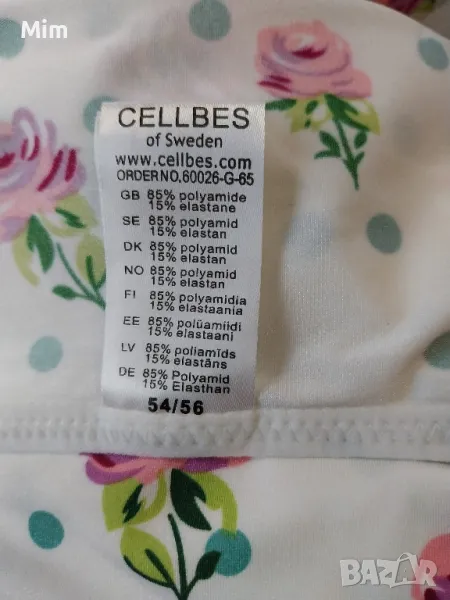 Mim
CELLBES
of Sweden
www.cellbes.com
ORDERNO.60026-G-65
GB 85% polyamide
15% elastane
SE 85% polyamid
15% elastan
DK 85% polyamid
15% elastan
NO 85% polyamid
15% elastan
FI 85% polyamidia
15% elastaania
EE 85% polüamiidi
15% elastaani
LV 85% poliamīds
15% elastāns
DE 85% Polyamid
15% Elasthan
54/56
BAZAR